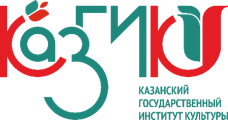 КазГИК
КАЗАНСКИЙ
ГОСУДАРСТВЕННЫЙ
ИНСТИТУТ КУЛЬТУРЫ